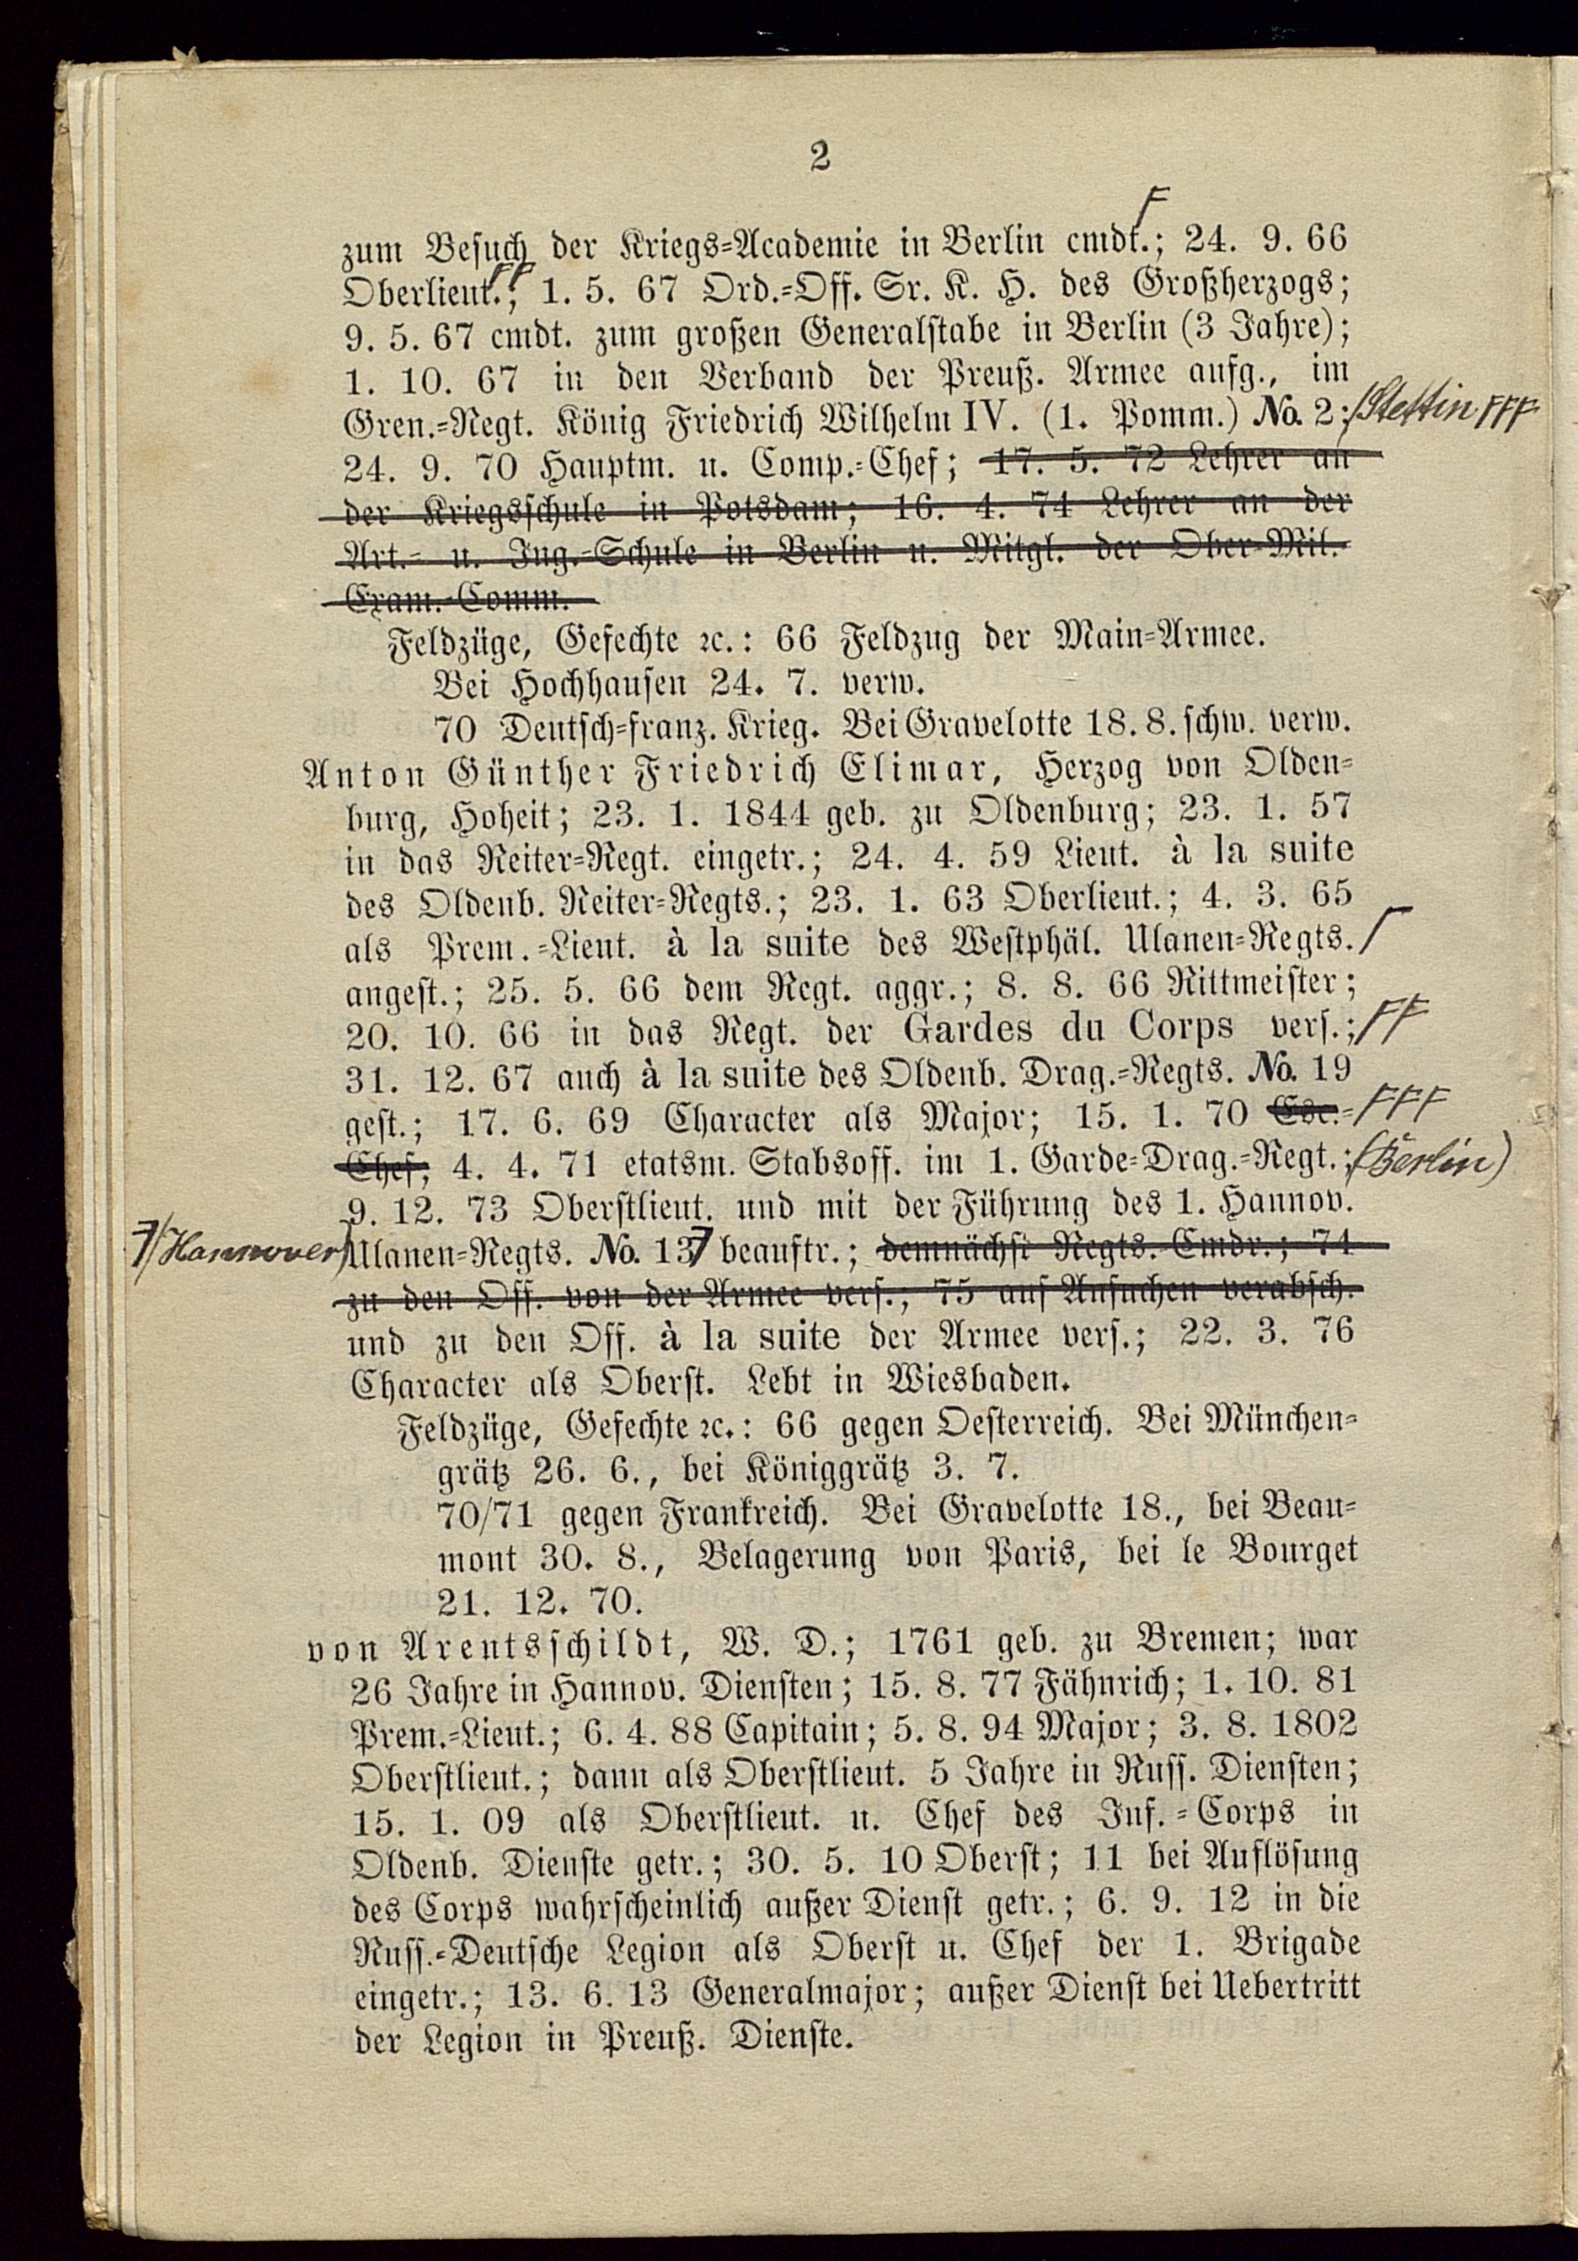 2
zum Besuch der Kriegs=Academie in Berlin cmdt.; 24. 9. 66
Oberlieut.; 1. 5. 67 Ord.=Off. Sr. K. H. des Großherzogs;
9. 5. 67 cmdt. zum großen Generalstabe in Berlin (3 Jahre);
1. 10. 67 in den Verband der Preuß. Armee aufg., im
Gren.=Regt. König Friedrich Wilhelm IV. (1. Pomm.) No. 2; (Stettin
24. 9. 70 Hauptm. u. Comp.=Chef; 17. 5. 72 Lehrer an
der Kriegsschule in Potsdam; 16. 4. 74 Lehrer an der
Art.= u. Ing.=Schule in Berlin u. Mitgl. der Ober=Mil.=
Exam.=Comm.
Feldzüge, Gefechte ꝛc.: 66 Feldzug der Main=Armee.
Bei Hochhausen 24. 7. verw.
70 Deutsch=franz. Krieg. Bei Gravelotte 18. 8. schw. verw.
Anton Günther Friedrich Elimar, Herzog von Olden=
burg, Hoheit; 23. 1. 1844 geb. zu Oldenburg; 23. 1. 57
in das Reiter=Regt. eingetr.; 24. 4. 59 Lieut. à la suite
des Oldenb. Reiter=Regts.; 23. 1. 63 Oberlieut.; 4. 3. 65
als Prem.=Lieut. à la suite des Westphäl. Ulanen=Regts.
angest.; 25. 5. 66 dem Regt. aggr.; 8. 8. 66 Rittmeister;
20. 10. 66 in das Regt. der Gardes du Corps vers.;
31. 12. 67 auch à la suite des Oldenb. Drag.=Regts. No. 19
gest.; 17. 6. 69 Character als Major; 15. 1. 70 Esc.=
Chef; 4. 4. 71 etatsm. Stabsoff. im 1. Garde=Drag.=Regt.; (Berlin)
9. 12. 73 Oberstlieut. und mit der Führung des 1. Hannov.
(Hannover) Ulanen=Regts. No. 13 beauftr.; demnächst Regts.=Cmdr.; 74
zu den Off. von der Armee vers.; 75 auf Ansuchen verabsch.
und zu den Off. à la suite der Armee vers.; 22. 3. 76
Character als Oberst. Lebt in Wiesbaden.
Feldzüge, Gefechte ꝛc.: 66 gegen Oesterreich. Bei München=
grätz 26. 6., bei Königgrätz 3. 7.
70/71 gegen Frankreich. Bei Gravelotte 18., bei Beau=
mont 30. 8., Belagerung von Paris, bei le Bourget
21. 12. 70.
von Arentsschildt, W. D.; 1761 geb. zu Bremen; war
26 Jahre in Hannov. Diensten; 15. 8. 77 Fähnrich; 1. 10. 81
Prem.=Lieut.; 6. 4. 88 Capitain; 5. 8. 94 Major; 3. 8. 1802
Oberstlieut.; dann als Oberstlieut. 5 Jahre in Russ. Diensten;
15. 1. 09 als Oberstlieut. u. Chef des Inf.=Corps in
Oldenb. Dienste getr.; 30. 5. 10 Oberst; 11 bei Auflösung
des Corps wahrscheinlich außer Dienst getr.; 6. 9. 12 in die
Russ.=Deutsche Legion als Oberst u. Chef der 1. Brigade
eingetr.; 13. 6. 13 Generalmajor; außer Dienst bei Uebertritt
der Legion in Preuß. Dienste.